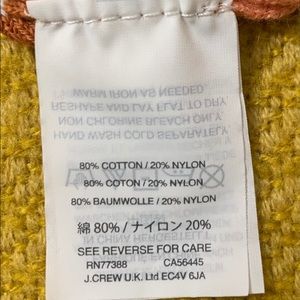 WARM IRON AS NEEDED
RESHAPE AND LAY FLAT TO DRY
NON CHLORINE BLEACH ONLY
HAND WASH COLD SEPARATELY
80% COTTON / 20% NYLON
80% COTON / 20% NYLON
80% BAUMWOLLE / 20% NYLON
綿 80% / ナイロン 20%
SEE REVERSE FOR CARE
RN77388 CA56445
J.CREW U.K. Ltd EC4V 6JA